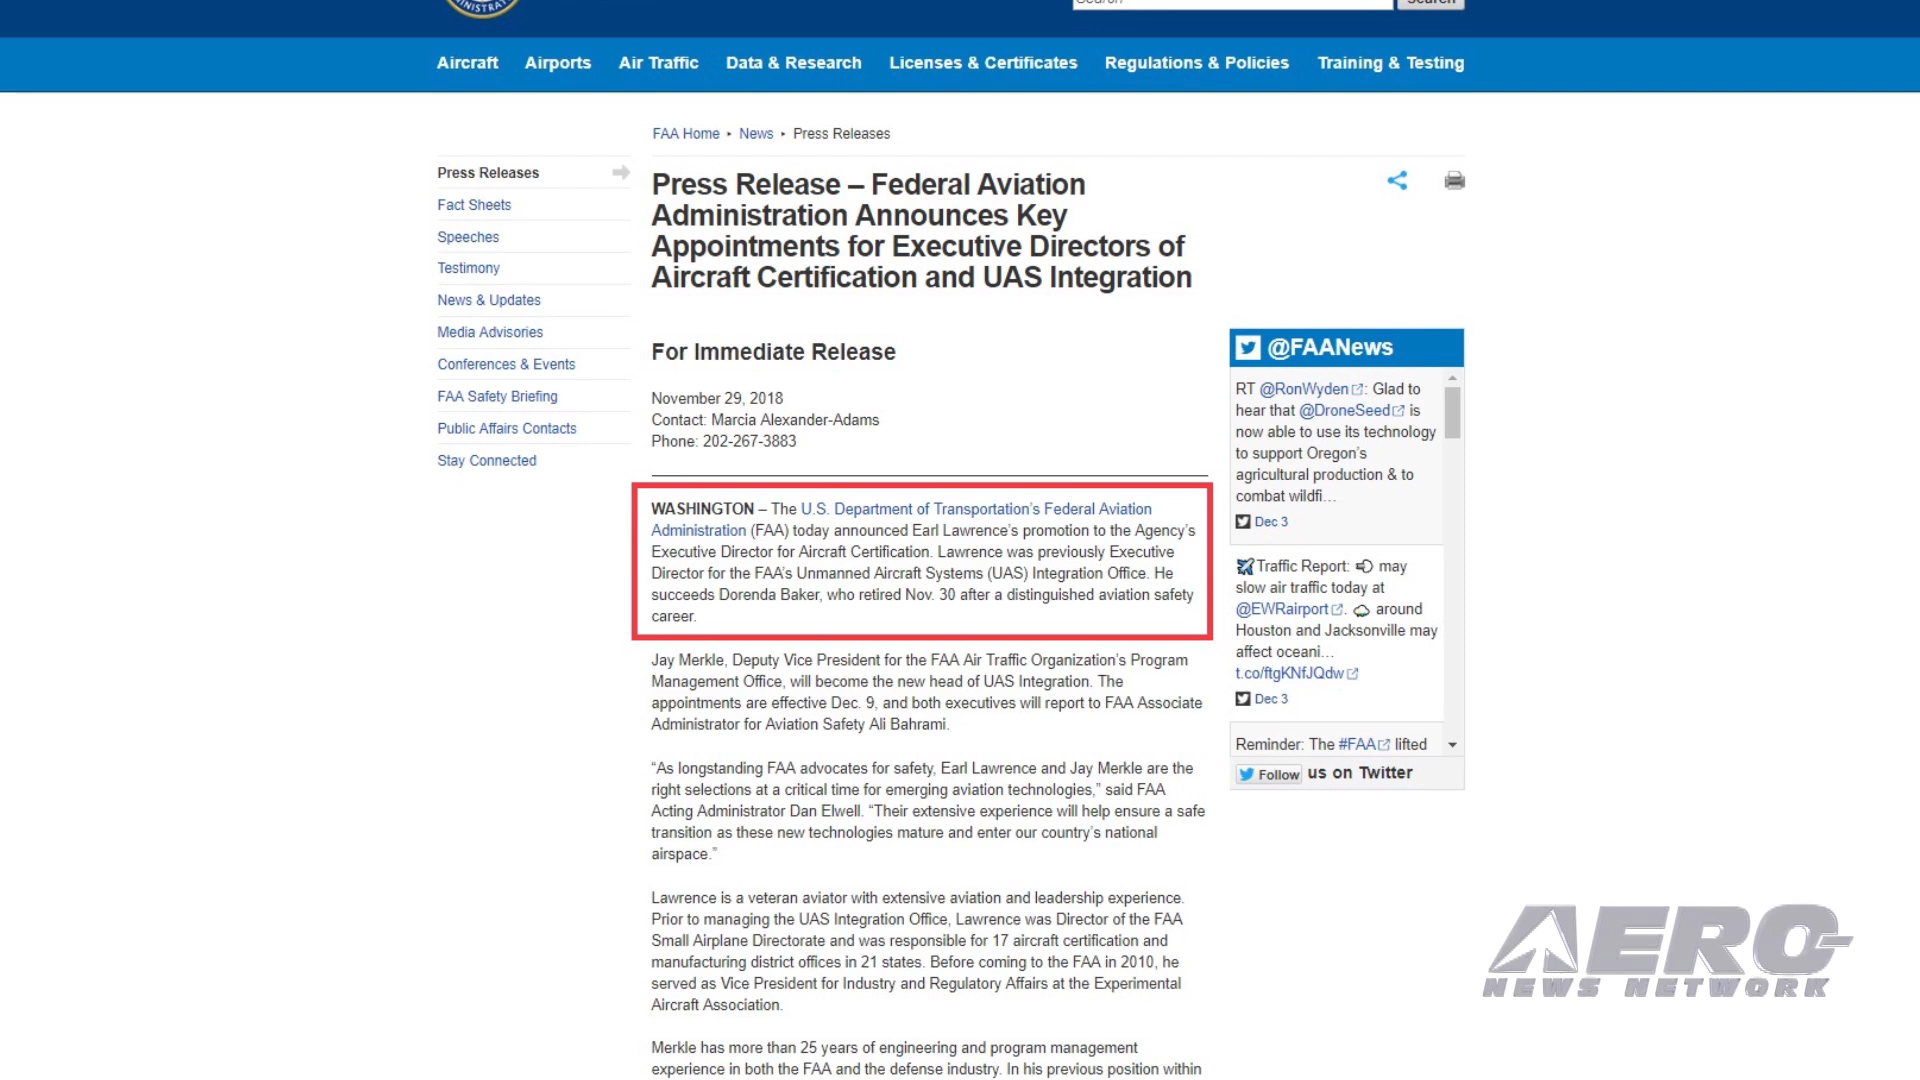 MINISTRAT
Search
Aircraft Airports Air Traffic Data & Research Licenses & Certificates Regulations & Policies Training & Testing
FAA Home ▸ News ▸ Press Releases
Press Releases
Fact Sheets
Speeches
Testimony
News & Updates
Media Advisories
Conferences & Events
FAA Safety Briefing
Public Affairs Contacts
Stay Connected
Press Release – Federal Aviation
Administration Announces Key
Appointments for Executive Directors of
Aircraft Certification and UAS Integration
For Immediate Release
November 29, 2018
Contact: Marcia Alexander-Adams
Phone: 202-267-3883
WASHINGTON – The U.S. Department of Transportation’s Federal Aviation
Administration (FAA) today announced Earl Lawrence’s promotion to the Agency’s
Executive Director for Aircraft Certification. Lawrence was previously Executive
Director for the FAA’s Unmanned Aircraft Systems (UAS) Integration Office. He
succeeds Dorenda Baker, who retired Nov. 30 after a distinguished aviation safety
career.
Jay Merkle, Deputy Vice President for the FAA Air Traffic Organization’s Program
Management Office, will become the new head of UAS Integration. The
appointments are effective Dec. 9, and both executives will report to FAA Associate
Administrator for Aviation Safety Ali Bahrami.
“As longstanding FAA advocates for safety, Earl Lawrence and Jay Merkle are the
right selections at a critical time for emerging aviation technologies,” said FAA
Acting Administrator Dan Elwell. “Their extensive experience will help ensure a safe
transition as these new technologies mature and enter our country’s national
airspace.”
Lawrence is a veteran aviator with extensive aviation and leadership experience.
Prior to managing the UAS Integration Office, Lawrence was Director of the FAA
Small Airplane Directorate and was responsible for 17 aircraft certification and
manufacturing district offices in 21 states. Before coming to the FAA in 2010, he
served as Vice President for Industry and Regulatory Affairs at the Experimental
Aircraft Association.
Merkle has more than 25 years of engineering and program management
experience in both the FAA and the defense industry. In his previous position within
@FAANews
RT @RonWyden: Glad to
hear that @DroneSeed is
now able to use its technology
to support Oregon’s
agricultural production & to
combat wildfi…
Dec 3
Traffic Report: may
slow air traffic today at
@EWRairport. around
Houston and Jacksonville may
affect oceani…
t.co/ftgKNfJQdw
Dec 3
Reminder: The #FAA lifted
Follow us on Twitter
AERO-
NEWS NETWORK